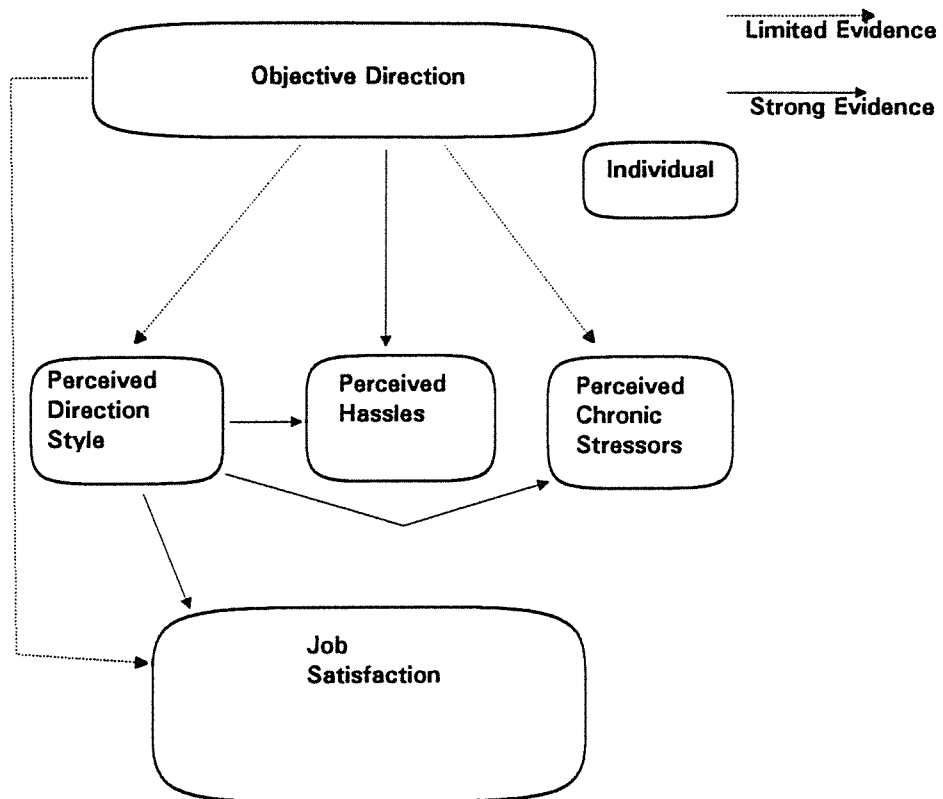 Limited Evidence
Objective Direction
Strong Evidence
Individual
Perceived
Direction
Style
Perceived
Hassles
Perceived
Chronic
Stressors
Job
Satisfaction